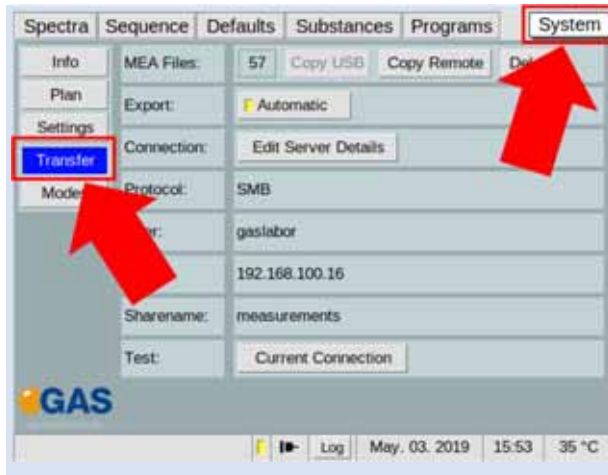 Spectra Sequence Defaults Substances Programs System
Info MEA Files: 57 Copy USB Copy Remote
Plan Export: F Automatic
Settings
Connection: Edit Server Details
Transfer
Protocol: SMB
gaslabor
192.168.100.16
Sharename: measurements
Test: Current Connection
GAS
F Log May. 03. 2019 15:53 35 °C